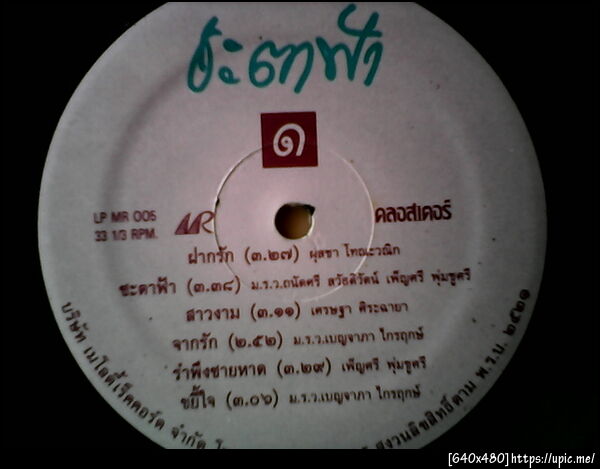 ชะตาฟ้า
๑
LP MR 005
33 1/3 RPM.
MR
คลอสเตอร์
ฝากรัก (๓.๒๗) ผุสชา โทณะวณิก
ชะตาฟ้า (๓.๓๘) ม.ร.ว.ถนัดศรี สวัสดิวัตน์ เพ็ญศรี พุ่มชูศรี
สาวงาม (๓.๑๑) เศรษฐา ศิระฉายา
จากรัก (๒.๕๒) ม.ร.ว.เบญจาภา ไกรฤกษ์
รำพึงชายหาด (๓.๒๙) เพ็ญศรี พุ่มชูศรี
ขยี้ใจ (๓.๐๖) ม.ร.ว.เบญจาภา ไกรฤกษ์
บริษัท เมโลดี้เร็คคอร์ด จำกัด
สงวนลิขสิทธิ์ตาม พ.ร.บ. ๒๕๒๑
[640x480]https://upic.me/